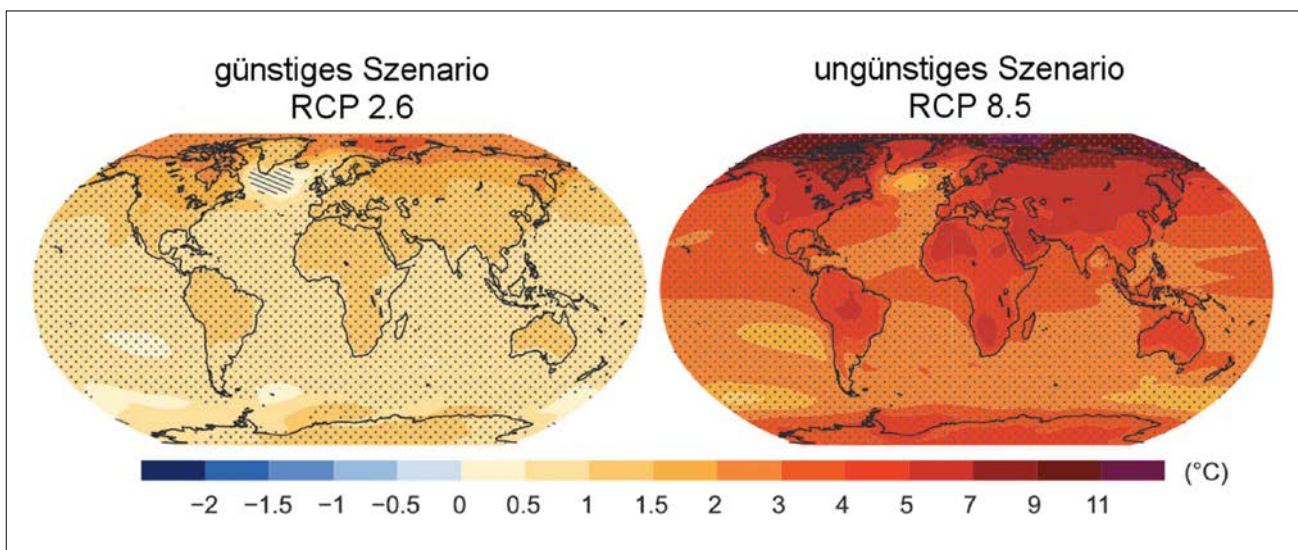 günstiges Szenario
RCP 2.6
ungünstiges Szenario
RCP 8.5
−2 −1.5 −1 −0.5 0 0.5 1 1.5 2 3 4 5 7 9 11 (°C)